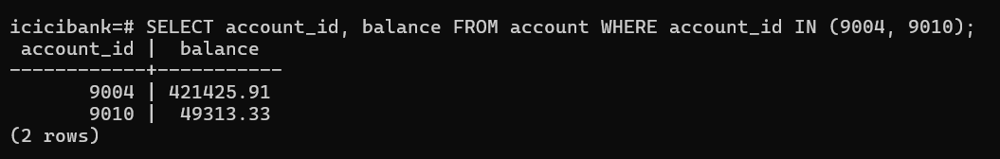 icicibank=# SELECT account_id, balance FROM account WHERE account_id IN (9004, 9010);
 account_id |  balance
------------+-----------
       9004 | 421425.91
       9010 |  49313.33
(2 rows)